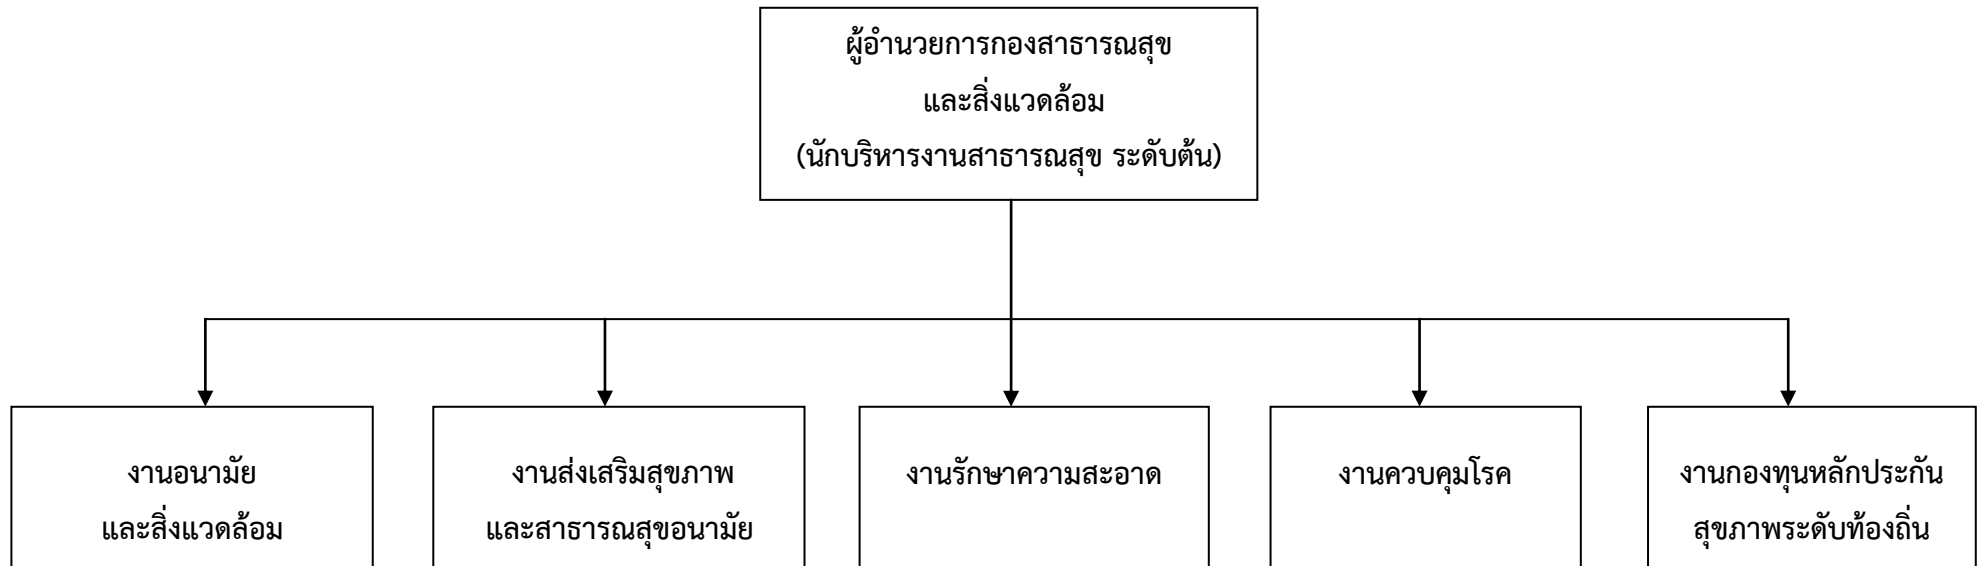 ผู้อำนวยการกองสาธารณสุข
และสิ่งแวดล้อม
(นักบริหารงานสาธารณสุข ระดับต้น)
งานอนามัย
และสิ่งแวดล้อม
งานส่งเสริมสุขภาพ
และสาธารณสุขอนามัย
งานรักษาความสะอาด
งานควบคุมโรค
งานกองทุนหลักประกัน
สุขภาพระดับท้องถิ่น